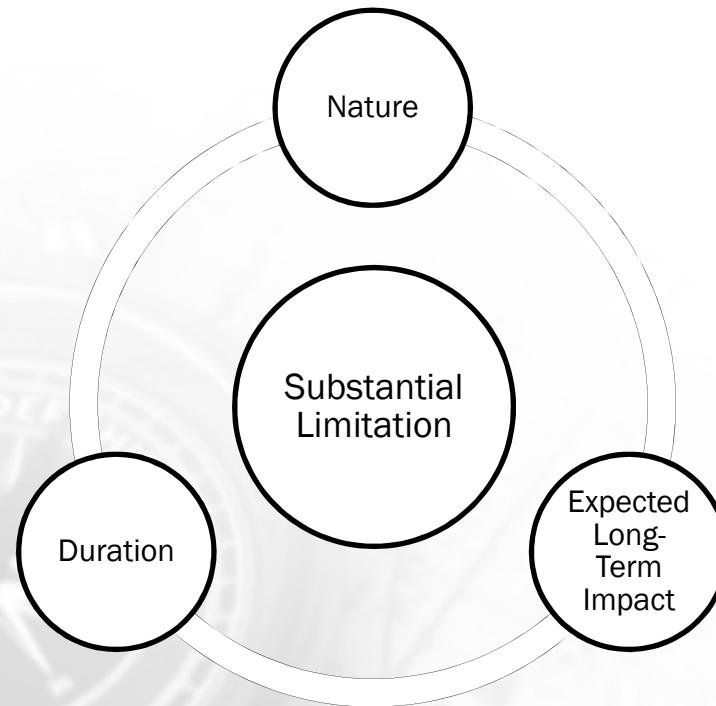 Nature
Substantial
Limitation
Duration
Expected
Long-
Term
Impact